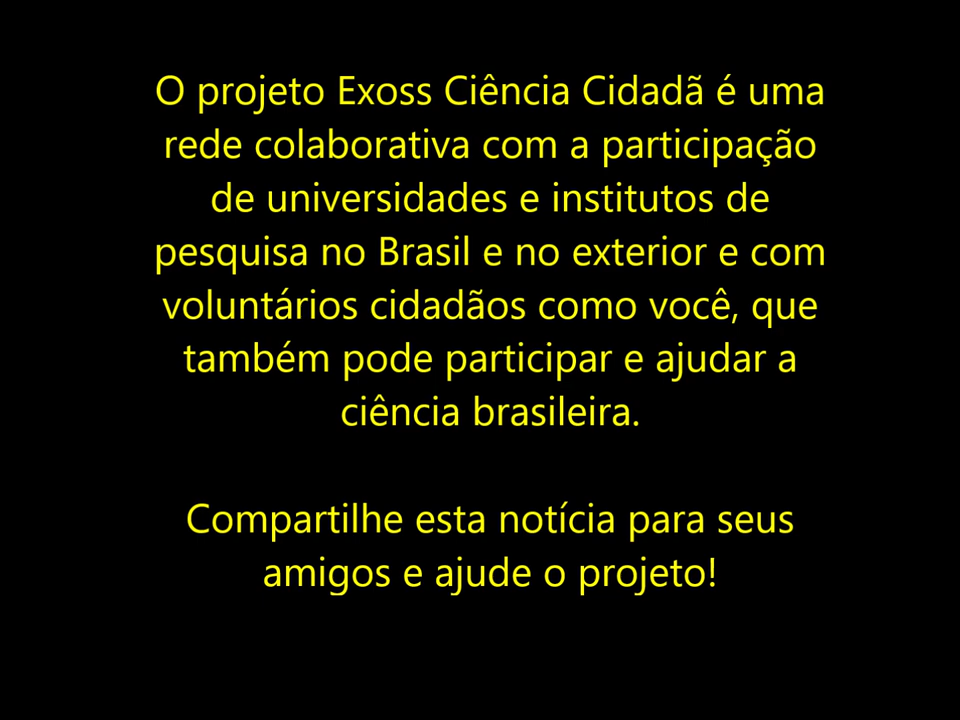 O projeto Exoss Ciência Cidadã é uma
rede colaborativa com a participação
de universidades e institutos de
pesquisa no Brasil e no exterior e com
voluntários cidadãos como você, que
também pode participar e ajudar a
ciência brasileira.
Compartilhe esta notícia para seus
amigos e ajude o projeto!